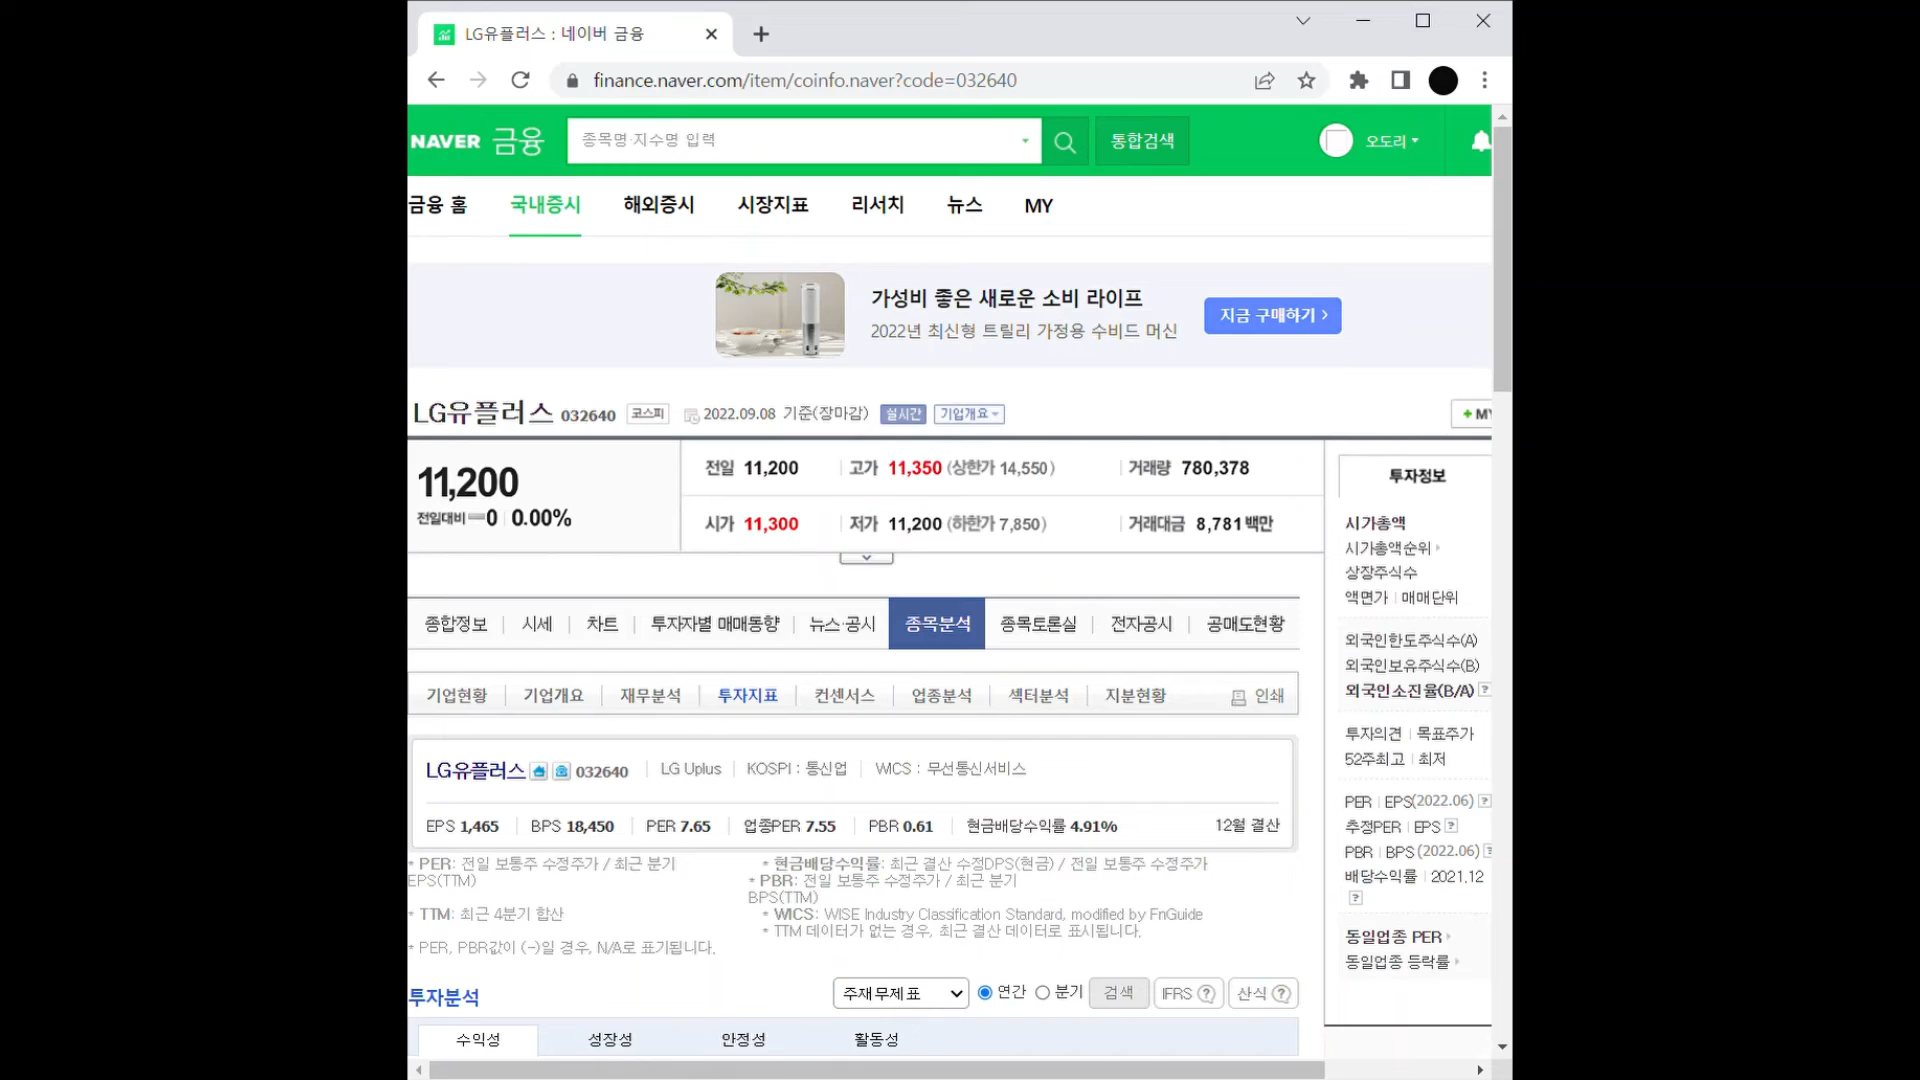 LG유플러스 : 네이버 금융
finance.naver.com/item/coinfo.naver?code=032640
NAVER 금융 종목명·지수명 입력 통합검색 오도리
금융 홈 국내증시 해외증시 시장지표 리서치 뉴스 MY
가성비 좋은 새로운 소비 라이프
2022년 최신형 트릴리 가정용 수비드 머신
지금 구매하기 >
LG유플러스 032640 코스피 2022.09.08 기준(장마감) 실시간 기업개요 + MY
11,200
전일대비 0 0.00%
전일 11,200 고가 11,350 (상한가 14,550) 거래량 780,378
시가 11,300 저가 11,200 (하한가 7,850) 거래대금 8,781 백만
종합정보 시세 차트 투자자별 매매동향 뉴스·공시 종목분석 종목토론실 전자공시 공매도현황
기업현황 기업개요 재무분석 투자지표 컨센서스 업종분석 섹터분석 지분현황 인쇄
LG유플러스 032640 LG Uplus KOSPI : 통신업 WICS : 무선통신서비스
EPS 1,465 BPS 18,450 PER 7.65 업종PER 7.55 PBR 0.61 현금배당수익률 4.91% 12월 결산
* PER: 전일 보통주 수정주가 / 최근 분기
EPS(TTM)
* TTM: 최근 4분기 합산
* PER, PBR값이 (-)일 경우, N/A로 표기됩니다.
* 현금배당수익률: 최근 결산 수정DPS(현금) / 전일 보통주 수정주가
* PBR: 전일 보통주 수정주가 / 최근 분기
BPS(TTM)
* WICS: WISE Industry Classification Standard, modified by FnGuide
* TTM 데이터가 없는 경우, 최근 결산 데이터로 표시됩니다.
투자분석 주재무제표 연간 분기 검색 IFRS ? 산식 ?
수익성 성장성 안정성 활동성
투자정보
시가총액
시가총액순위
상장주식수
액면가 | 매매단위
외국인한도주식수(A)
외국인보유주식수(B)
외국인소진율(B/A) ?
투자의견 | 목표주가
52주최고 | 최저
PER | EPS(2022.06) ?
추정PER | EPS ?
PBR | BPS(2022.06) ?
배당수익률 | 2021.12
?
동일업종 PER
동일업종 등락률